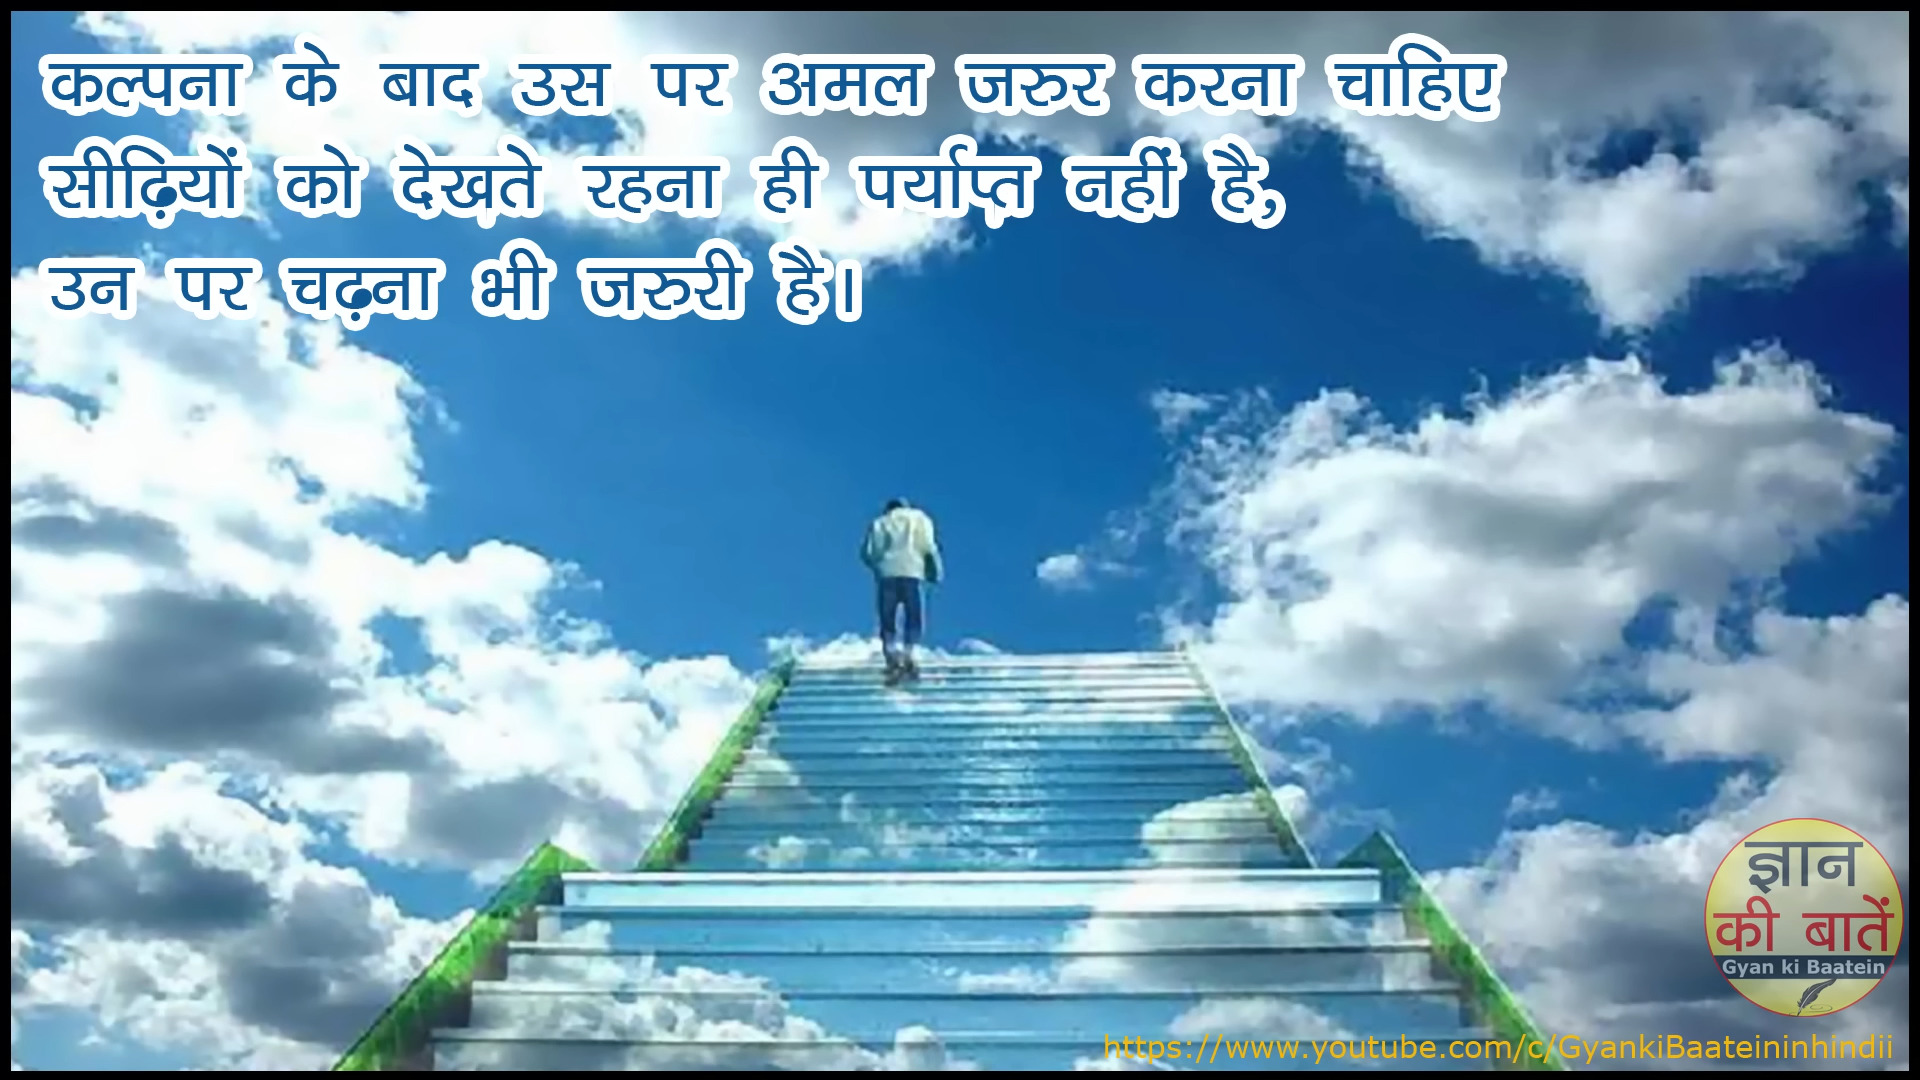 कल्पना के बाद उस पर अमल जरुर करना चाहिए
सीढ़ियों को देखते रहना ही पर्याप्त नहीं है,
उन पर चढ़ना भी जरुरी है।
ज्ञान
की बातें
Gyan ki Baatein
https://www.youtube.com/c/GyankiBaateininhindii